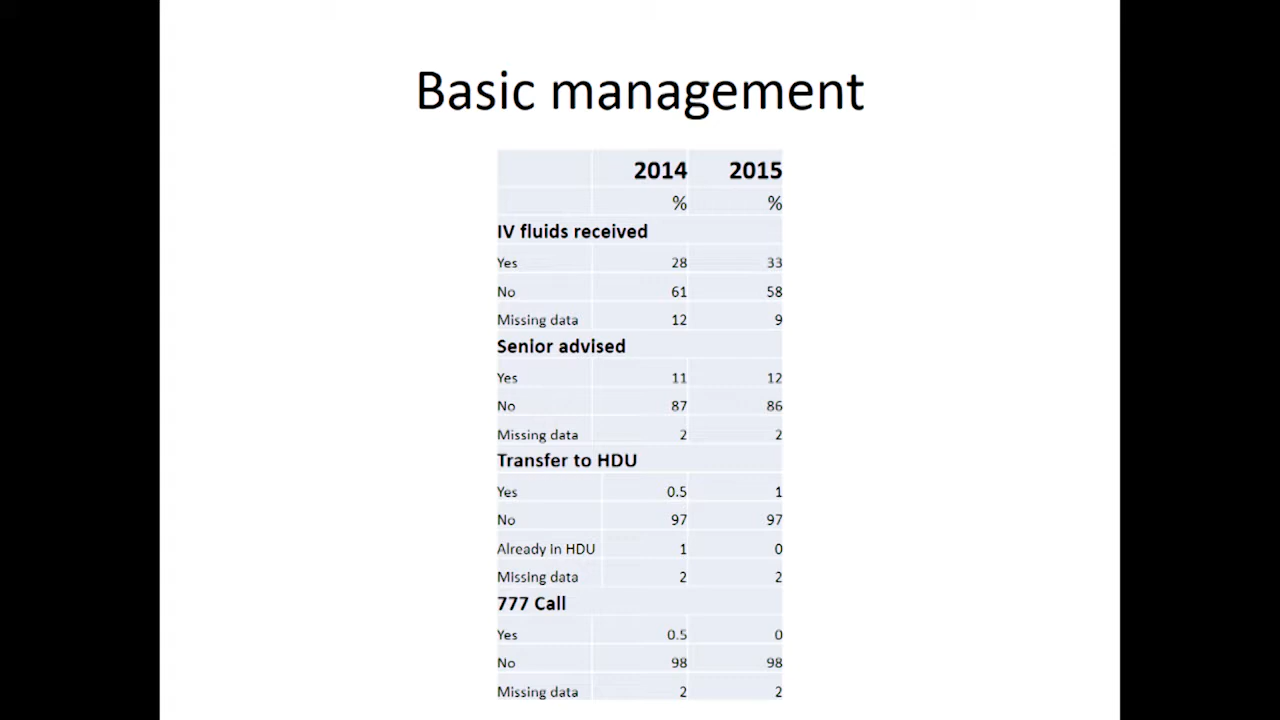 Basic management
2014 2015
% %
IV fluids received
Yes 28 33
No 61 58
Missing data 12 9
Senior advised
Yes 11 12
No 87 86
Missing data 2 2
Transfer to HDU
Yes 0.5 1
No 97 97
Already in HDU 1 0
Missing data 2 2
777 Call
Yes 0.5 0
No 98 98
Missing data 2 2